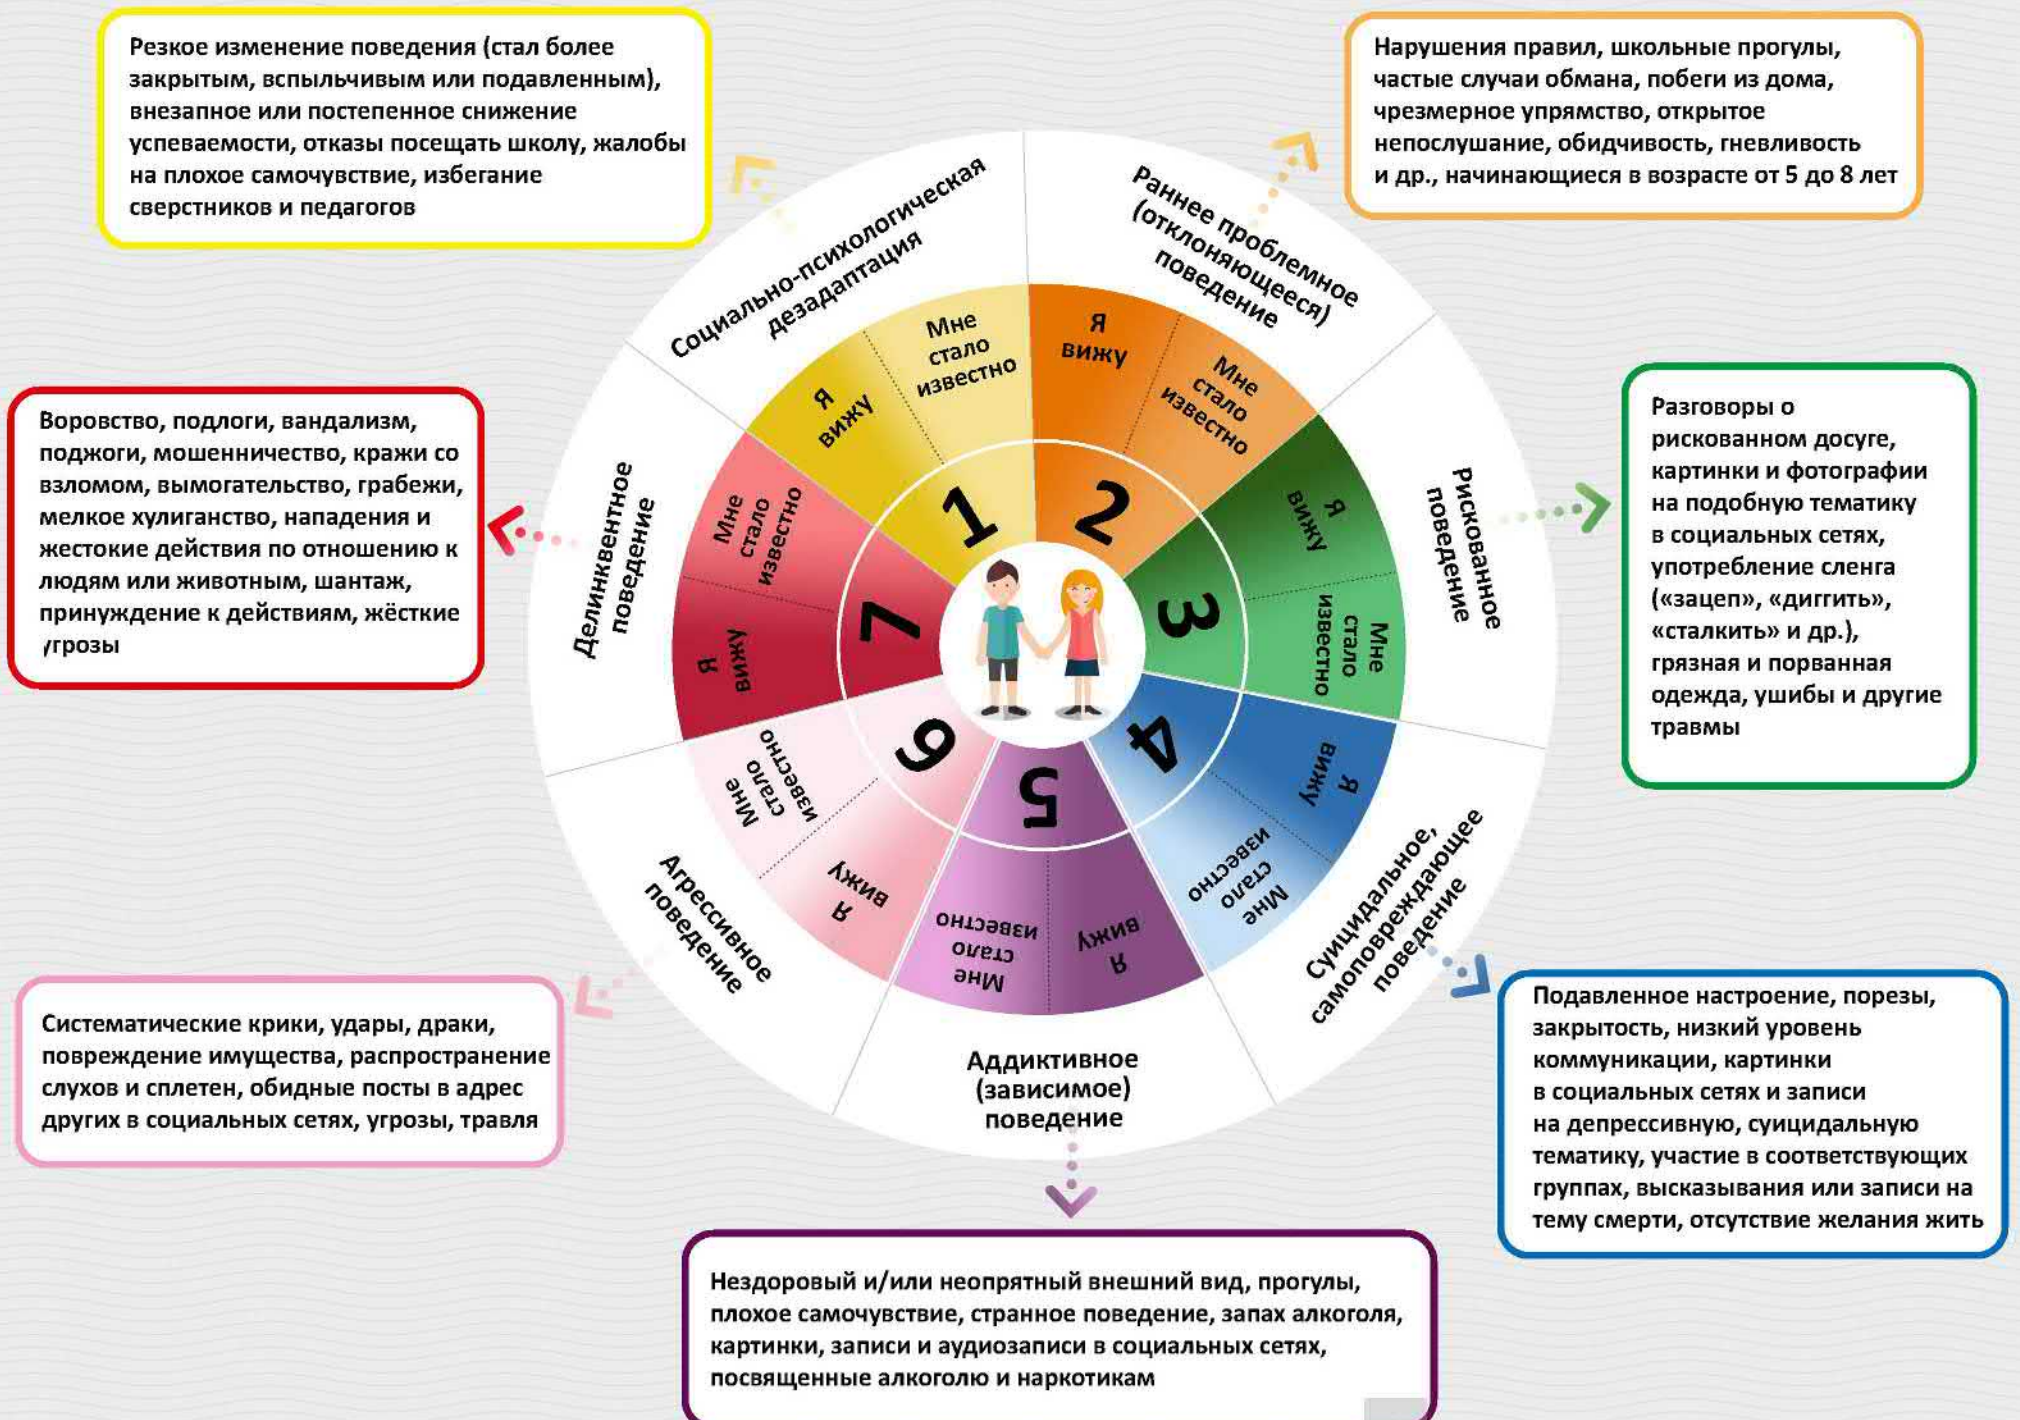 Резкое изменение поведения (стал более
закрытым, вспыльчивым или подавленным),
внезапное или постепенное снижение
успеваемости, отказы посещать школу, жалобы
на плохое самочувствие, избегание
сверстников и педагогов
Нарушения правил, школьные прогулы,
частые случаи обмана, побеги из дома,
чрезмерное упрямство, открытое
непослушание, обидчивость, гневливость
и др., начинающиеся в возрасте от 5 до 8 лет
Социально-психологическая
дезадаптация
Я
вижу
Мне
стало
известно
1
Раннее проблемное
(отклоняющееся)
поведение
Я
вижу
Мне
стало
известно
2
Рискованное
поведение
Я
вижу
Мне
стало
известно
3
Разговоры о
рискованном досуге,
картинки и фотографии
на подобную тематику
в социальных сетях,
употребление сленга
(«зацеп», «диггить»,
«сталкить» и др.),
грязная и порванная
одежда, ушибы и другие
травмы
Суицидальное,
самоповреждающее
поведение
Я
вижу
Мне
стало
известно
4
Подавленное настроение, порезы,
закрытость, низкий уровень
коммуникации, картинки
в социальных сетях и записи
на депрессивную, суицидальную
тематику, участие в соответствующих
группах, высказывания или записи на
тему смерти, отсутствие желания жить
Аддиктивное
(зависимое)
поведение
Я
вижу
Мне
стало
известно
5
Нездоровый и/или неопрятный внешний вид, прогулы,
плохое самочувствие, странное поведение, запах алкоголя,
картинки, записи и аудиозаписи в социальных сетях,
посвященные алкоголю и наркотикам
Агрессивное
поведение
Я
вижу
Мне
стало
известно
6
Систематические крики, удары, драки,
повреждение имущества, распространение
слухов и сплетен, обидные посты в адрес
других в социальных сетях, угрозы, травля
Делинквентное
поведение
Я
вижу
Мне
стало
известно
7
Воровство, подлоги, вандализм,
поджоги, мошенничество, кражи со
взломом, вымогательство, грабежи,
мелкое хулиганство, нападения и
жестокие действия по отношению к
людям или животным, шантаж,
принуждение к действиям, жёсткие
угрозы